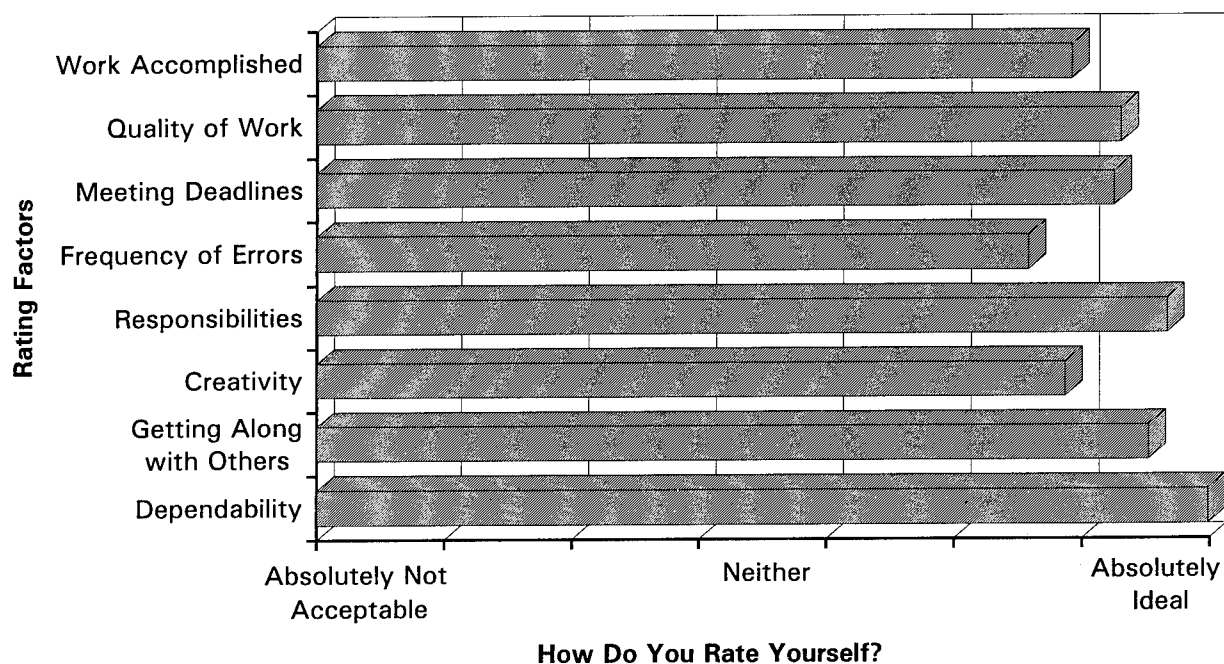 Rating Factors
Work Accomplished
Quality of Work
Meeting Deadlines
Frequency of Errors
Responsibilities
Creativity
Getting Along
with Others
Dependability
Absolutely Not
Acceptable
Neither
Absolutely
Ideal
How Do You Rate Yourself?